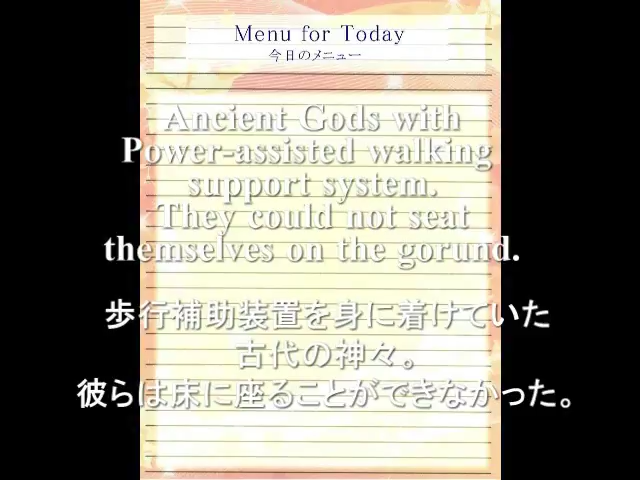 Menu for Today
今日のメニュー
Ancient Gods with
Power-assisted walking
support system.
They could not seat
themselves on the gorund.
歩行補助装置を身に着けていた
古代の神々。
彼らは床に座ることができなかった。